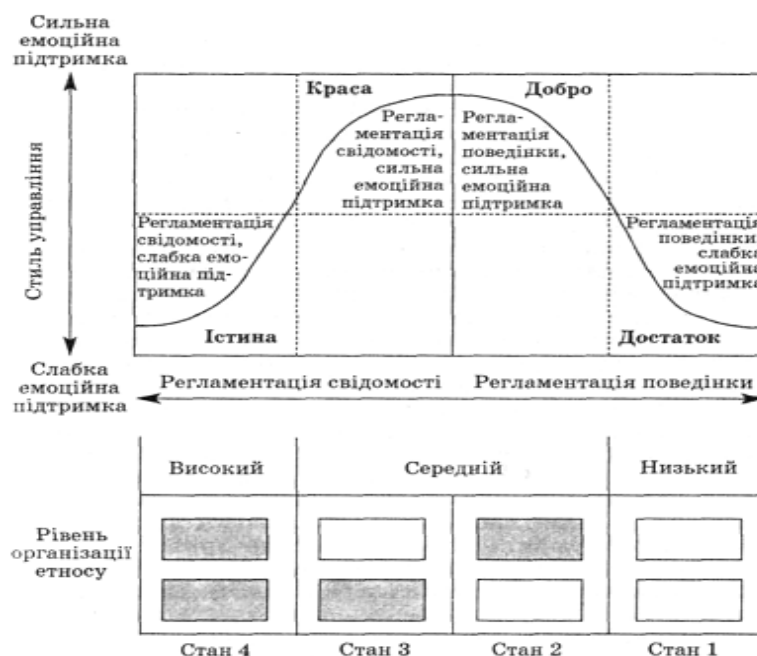 Сильна
емоційна
підтримка
Стиль управління
Слабка
емоційна
підтримка
Краса
Добро
Регла-
ментація
свідомості,
сильна
емоційна
підтримка
Регла-
ментація
поведінки,
сильна
емоційна
підтримка
Регламентація
свідомості,
слабка емо-
ційна під-
тримка
Регламентація
поведінки,
слабка
емоційна
підтримка
Істина
Достаток
Регламентація свідомості
Регламентація поведінки
Високий
Середній
Низький
Рівень
організації
етносу
Стан 4
Стан 3
Стан 2
Стан 1